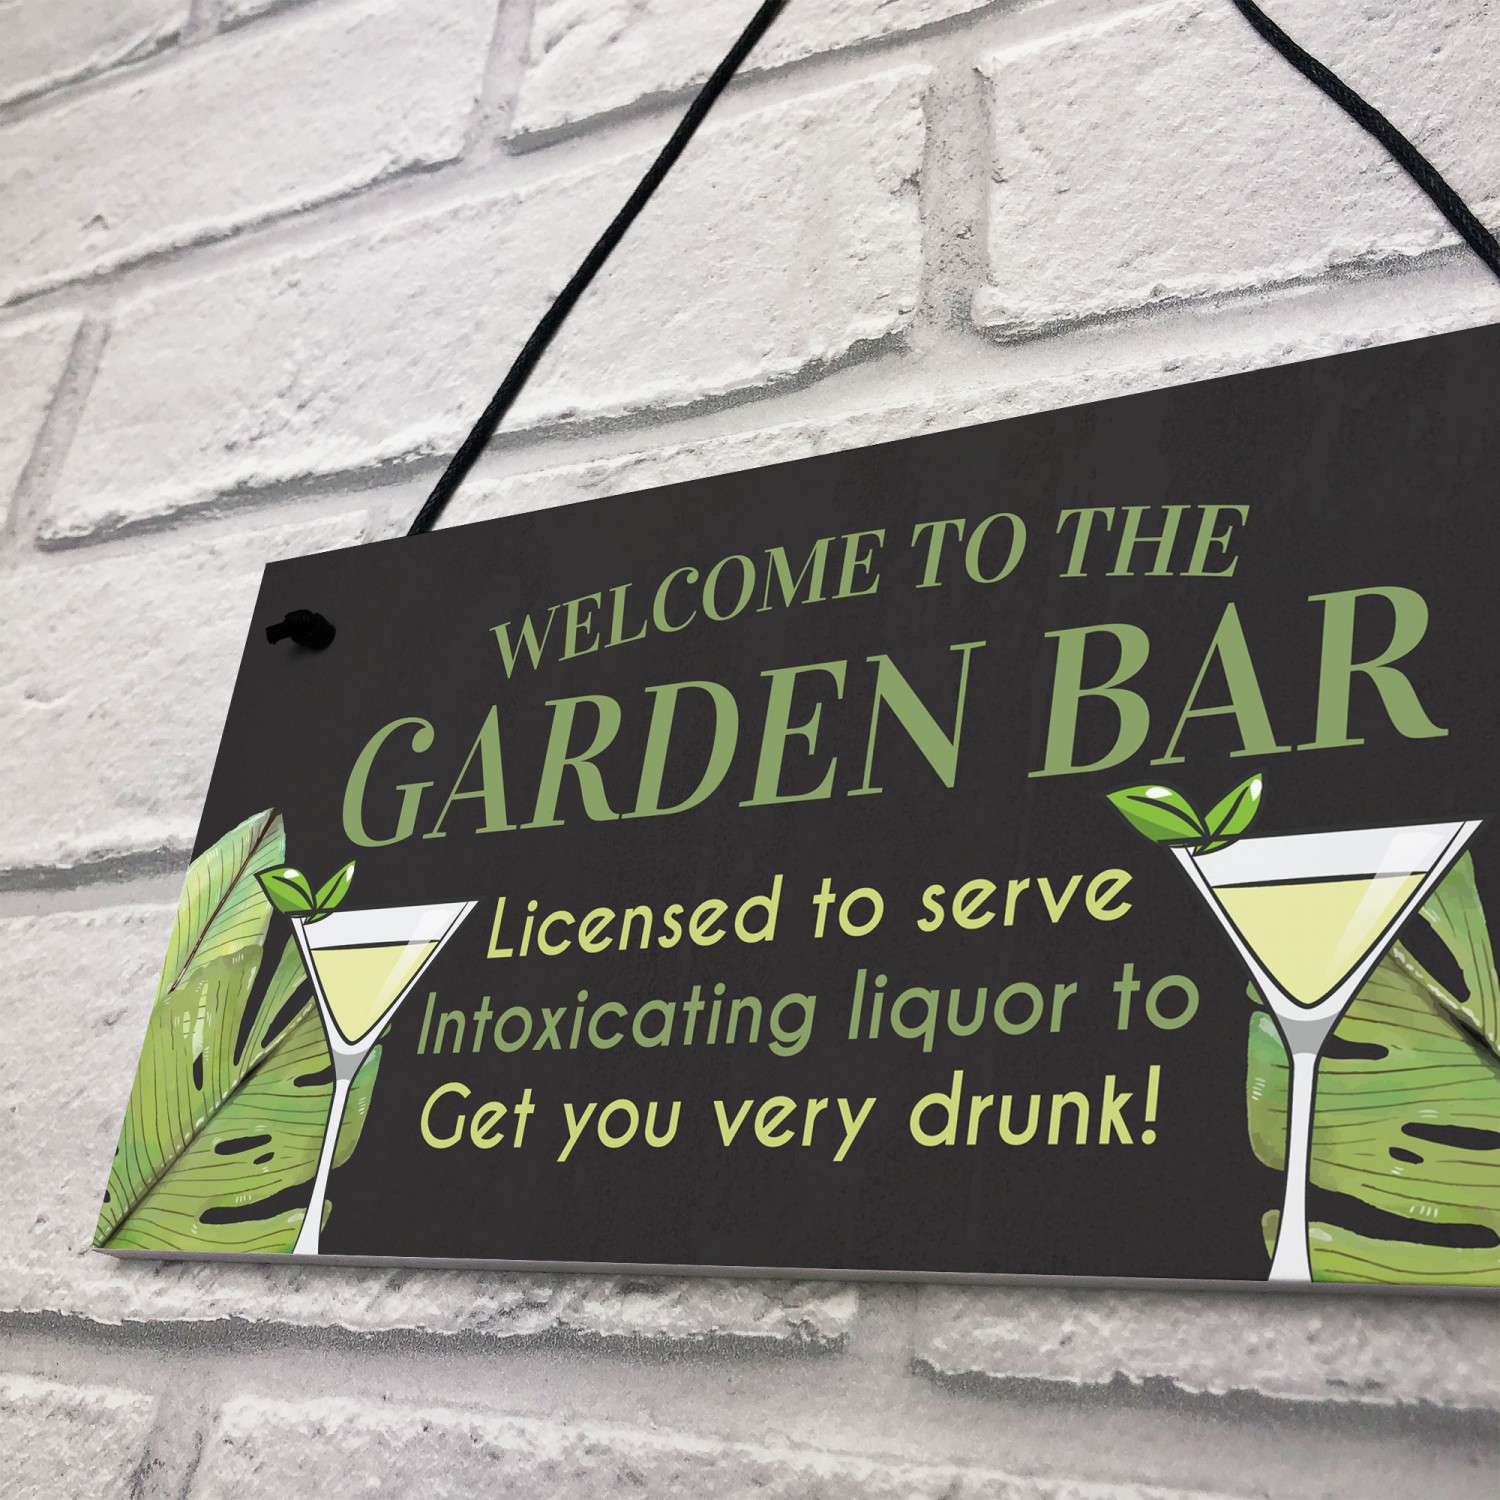 WELCOME TO THE
GARDEN BAR
Licensed to serve
Intoxicating liquor to
Get you very drunk!